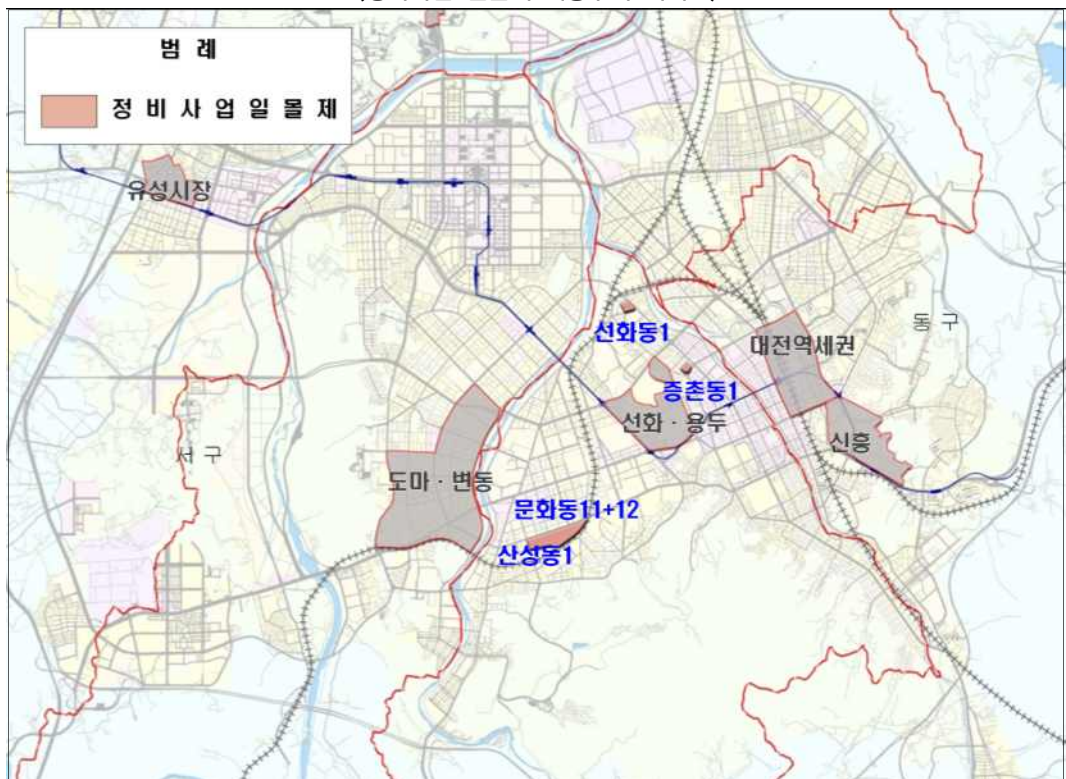 범 례
정 비 사 업 일 몰 제
유성시장
선화동1
동구
대전역세권
중촌동1
선화 · 용두
신흥
서구
도마 · 변동
문화동11+12
산성동1